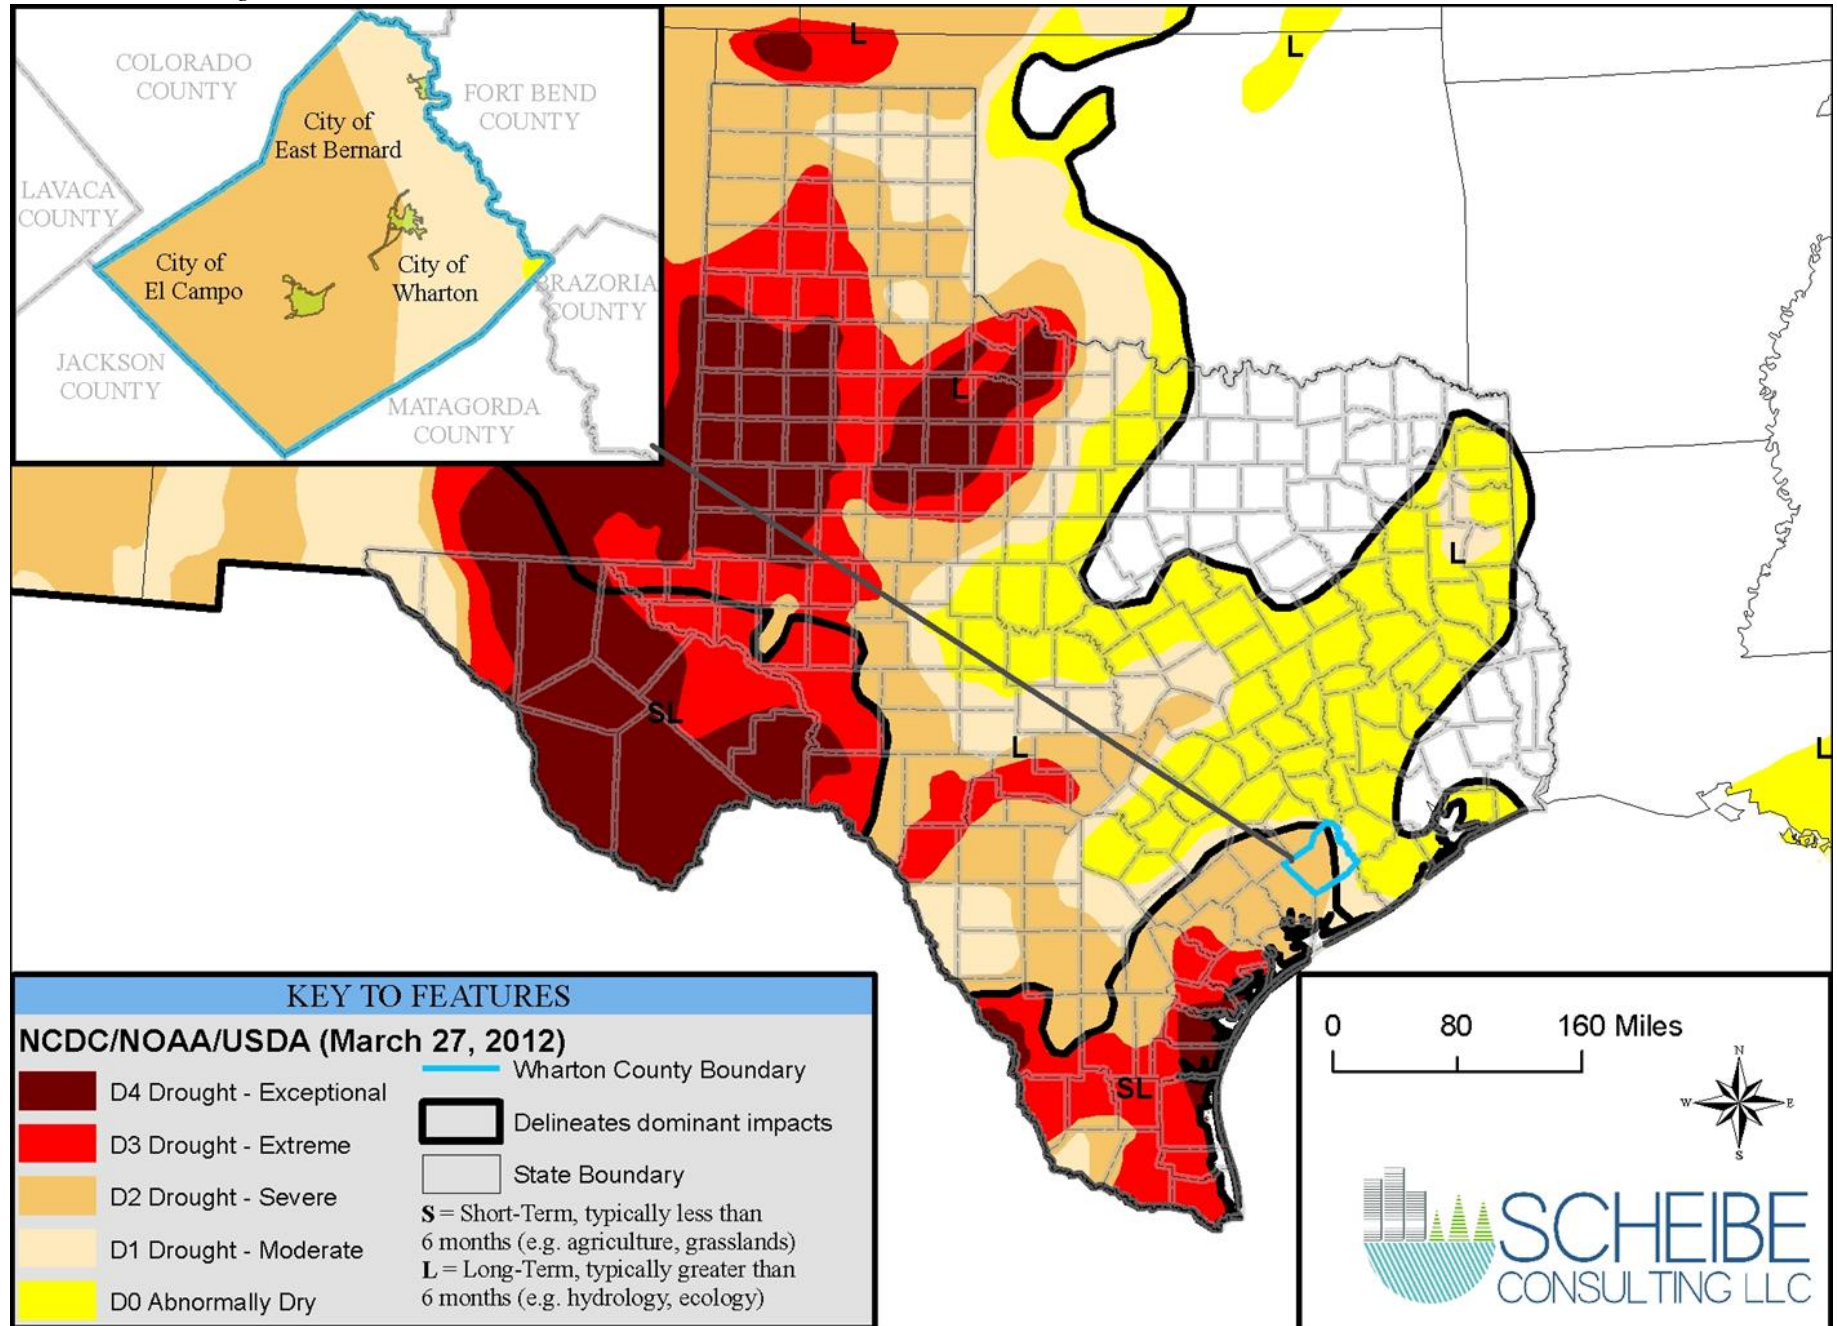 COLORADO
COUNTY
FORT BEND
COUNTY
City of
East Bernard
LAVACA
COUNTY
City of
El Campo
City of
Wharton
BRAZORIA
COUNTY
JACKSON
COUNTY
MATAGORDA
COUNTY
L
L
L
L
SL
L
L
SL
KEY TO FEATURES
NCDC/NOAA/USDA (March 27, 2012)
D4 Drought - Exceptional
D3 Drought - Extreme
D2 Drought - Severe
D1 Drought - Moderate
D0 Abnormally Dry
Wharton County Boundary
Delineates dominant impacts
State Boundary
S = Short-Term, typically less than
6 months (e.g. agriculture, grasslands)
L = Long-Term, typically greater than
6 months (e.g. hydrology, ecology)
0 80 160 Miles
N
W E
S
SCHEIBE
CONSULTING LLC